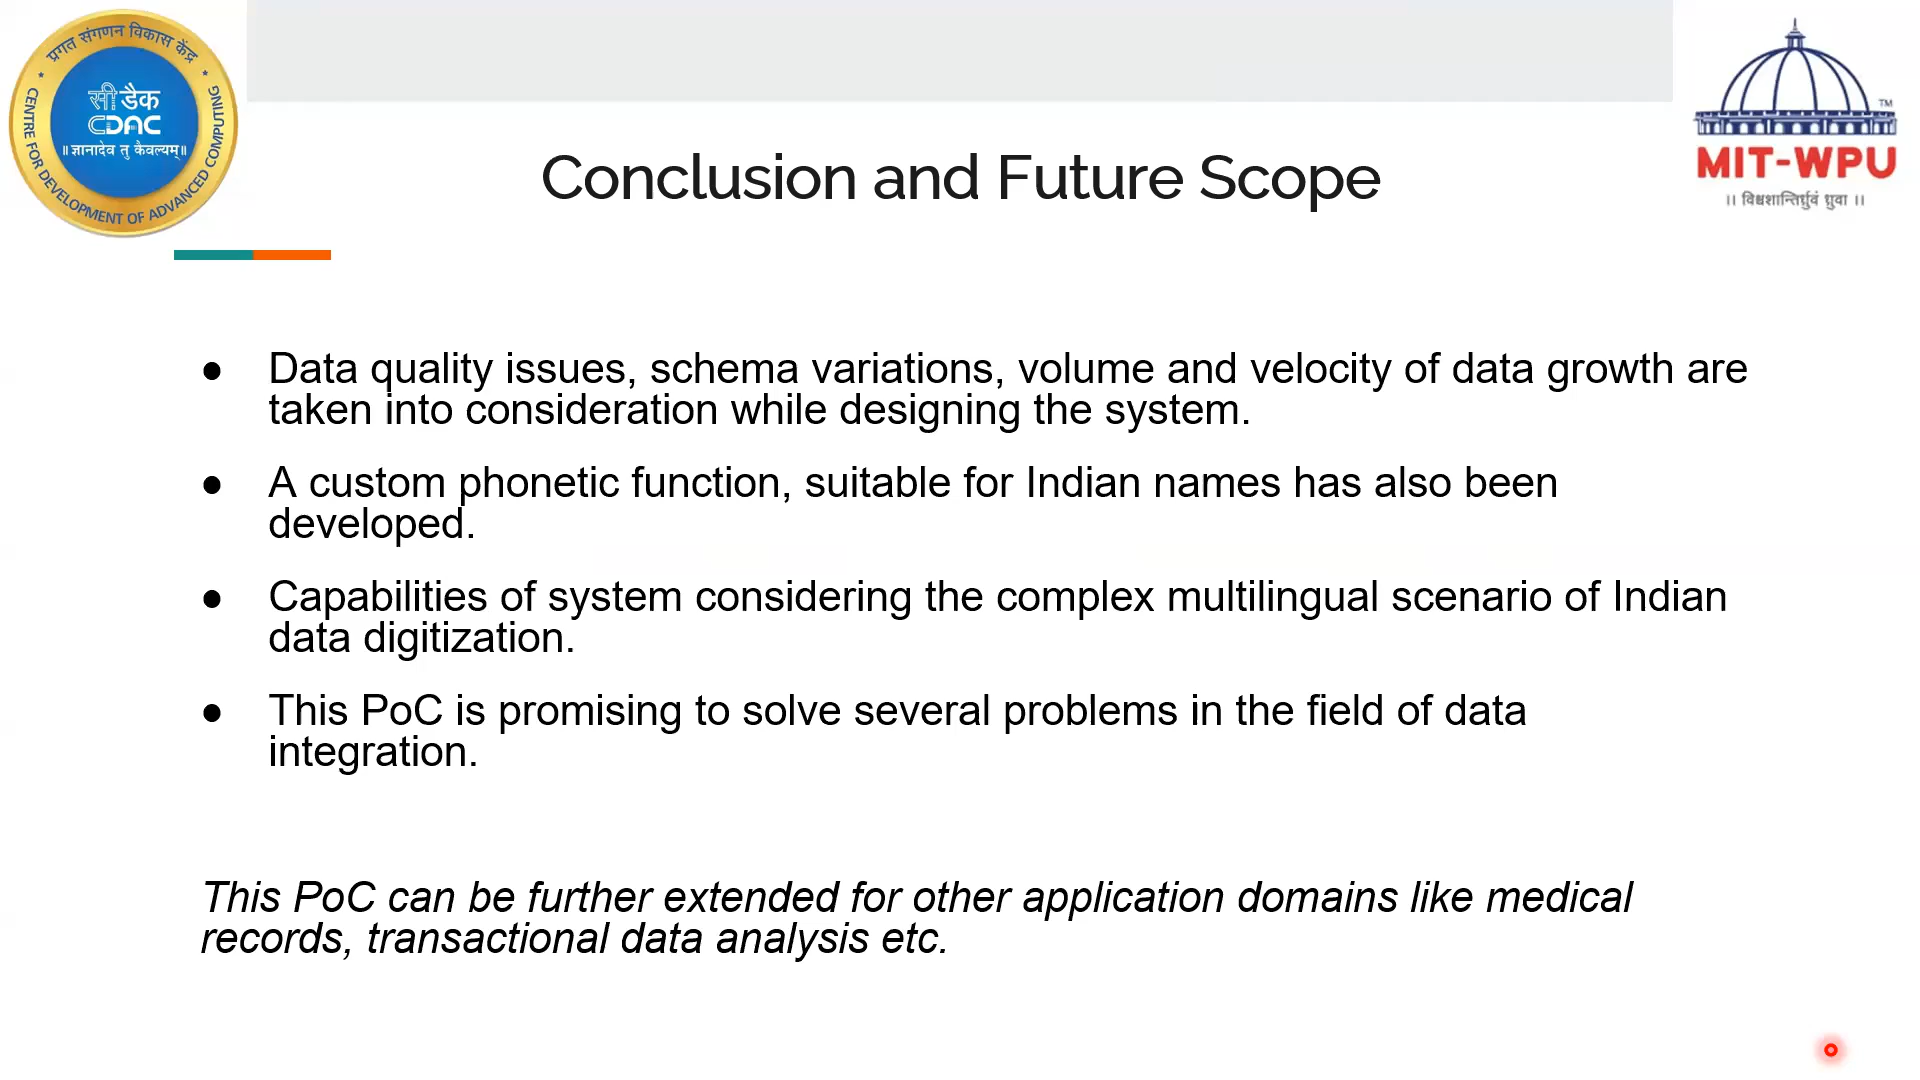 प्रगत संगणन विकास केंद्र
सी डैक
CDAC
॥ ज्ञानादेव तु कैवल्यम् ॥
CENTRE FOR DEVELOPMENT OF ADVANCED COMPUTING
TM
MIT-WPU
Conclusion and Future Scope
● Data quality issues, schema variations, volume and velocity of data growth are
taken into consideration while designing the system.
● A custom phonetic function, suitable for Indian names has also been
developed.
● Capabilities of system considering the complex multilingual scenario of Indian
data digitization.
● This PoC is promising to solve several problems in the field of data
integration.
This PoC can be further extended for other application domains like medical
records, transactional data analysis etc.